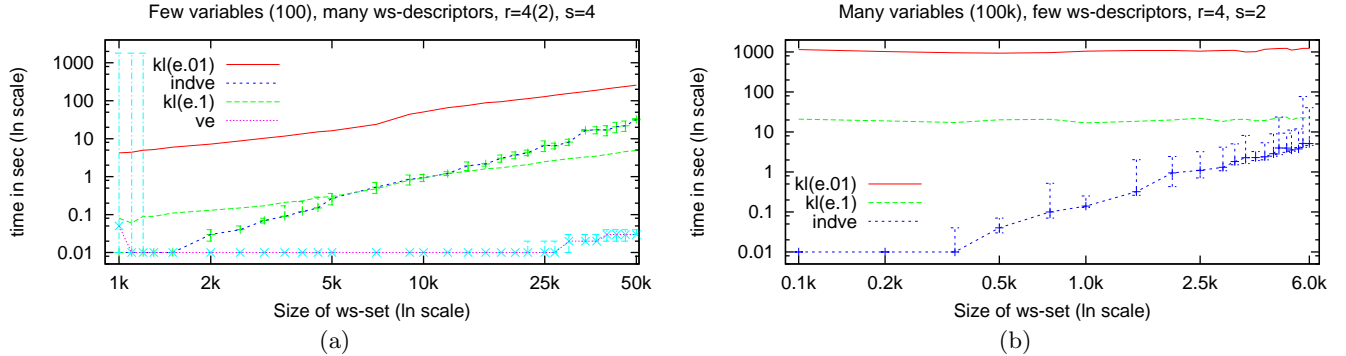 Few variables (100), many ws-descriptors, r=4(2), s=4
time in sec (ln scale)
1000
100
10
1
0.1
0.01
kl(e.01)
indve
kl(e.1)
ve
1k
2k
5k
10k
25k
50k
Size of ws-set (ln scale)
(a)
Many variables (100k), few ws-descriptors, r=4, s=2
time in sec (ln scale)
1000
100
10
1
0.1
0.01
kl(e.01)
kl(e.1)
indve
0.1k
0.2k
0.5k
1.0k
2.5k
6.0k
Size of ws-set (ln scale)
(b)